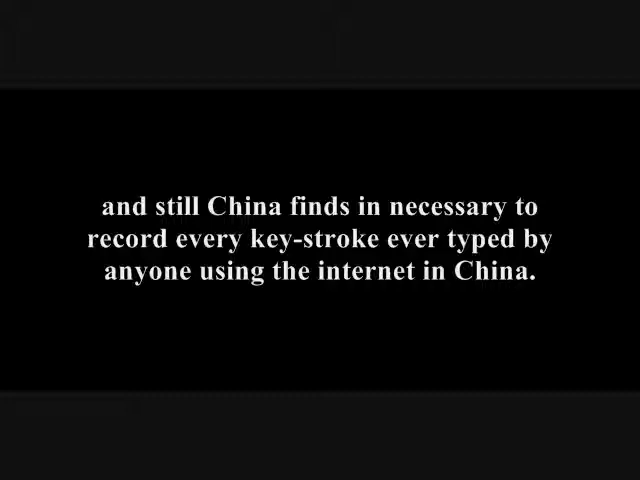 and still China finds in necessary to
record every key-stroke ever typed by
anyone using the internet in China.